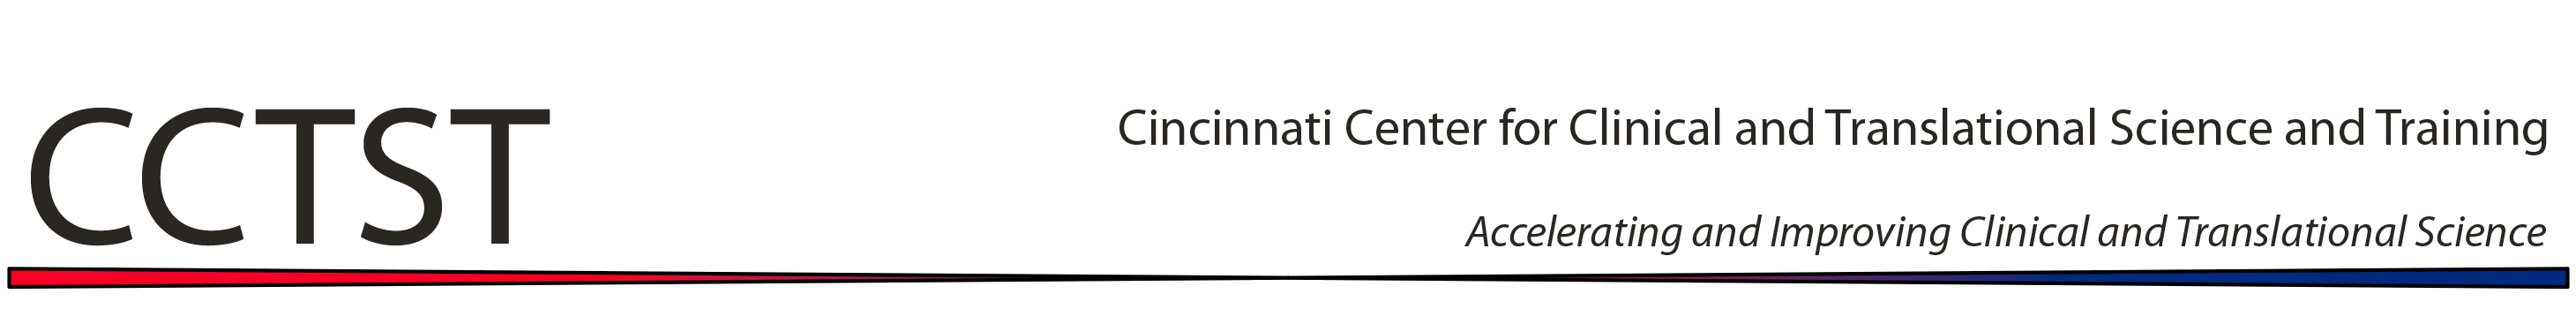 CCTST
Cincinnati Center for Clinical and Translational Science and Training
Accelerating and Improving Clinical and Translational Science